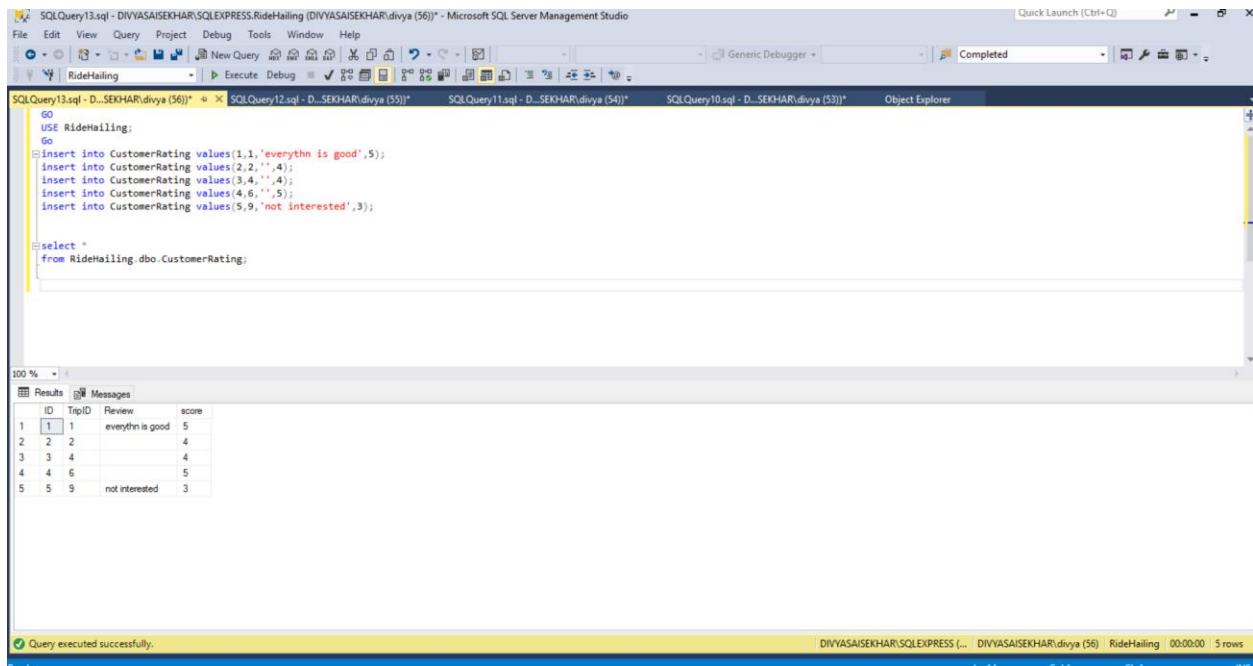 SQLQuery13.sql - DIVYASAISEKHAR\SQLEXPRESS.RideHailing (DIVYASAISEKHAR\divya (56))* - Microsoft SQL Server Management Studio
Quick Launch (Ctrl+Q)
File Edit View Query Project Debug Tools Window Help
New Query Generic Debugger Completed
RideHailing Execute Debug
SQLQuery13.sql - D...SEKHAR\divya (56))* SQLQuery12.sql - D...SEKHAR\divya (55))* SQLQuery11.sql - D...SEKHAR\divya (54))* SQLQuery10.sql - D...SEKHAR\divya (53))* Object Explorer
GO
USE RideHailing;
Go
insert into CustomerRating values(1,1,'everythn is good',5);
insert into CustomerRating values(2,2,'',4);
insert into CustomerRating values(3,4,'',4);
insert into CustomerRating values(4,6,'',5);
insert into CustomerRating values(5,9,'not interested',3);
select *
from RideHailing.dbo.CustomerRating;
100 %
Results Messages
ID TripID Review score
1 1 1 everythn is good 5
2 2 2 4
3 3 4 4
4 4 6 5
5 5 9 not interested 3
Query executed successfully. DIVYASAISEKHAR\SQLEXPRESS (... DIVYASAISEKHAR\divya (56) RideHailing 00:00:00 5 rows